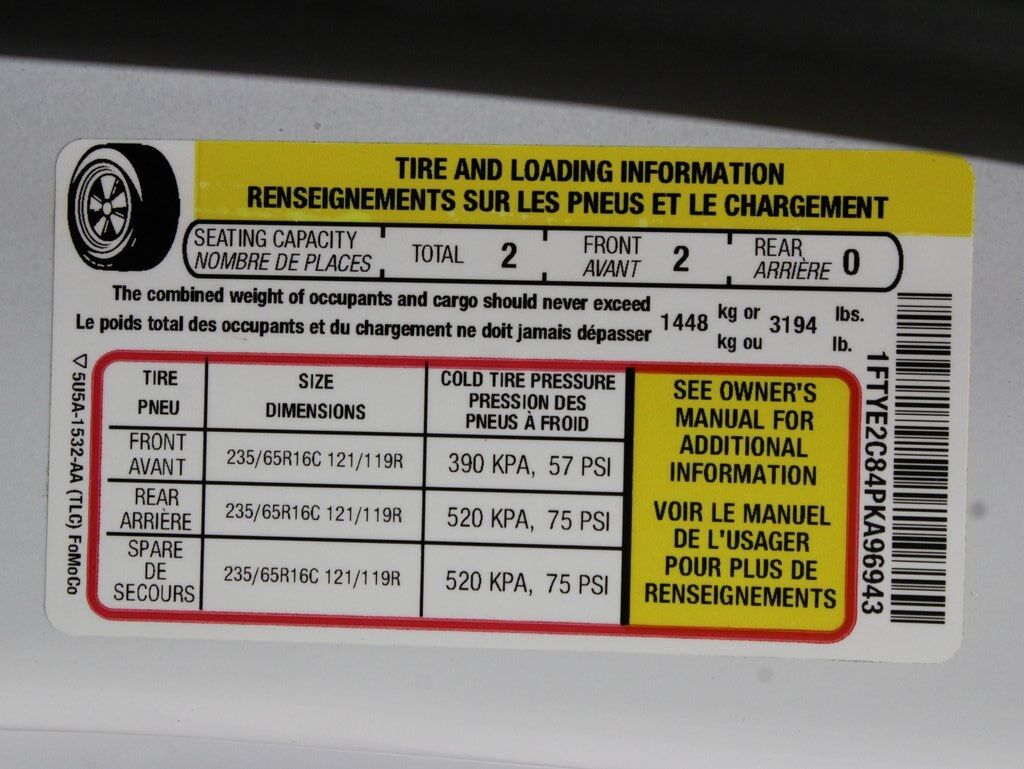 TIRE AND LOADING INFORMATION
RENSEIGNEMENTS SUR LES PNEUS ET LE CHARGEMENT
SEATING CAPACITY
NOMBRE DE PLACES
TOTAL 2
FRONT
AVANT
2
REAR
ARRIÈRE
0
The combined weight of occupants and cargo should never exceed
Le poids total des occupants et du chargement ne doit jamais dépasser
1448
kg or
kg ou
3194
lbs.
lb.
TIRE
PNEU
SIZE
DIMENSIONS
COLD TIRE PRESSURE
PRESSION DES
PNEUS À FROID
FRONT
AVANT
235/65R16C 121/119R
390 KPA, 57 PSI
REAR
ARRIÈRE
235/65R16C 121/119R
520 KPA, 75 PSI
SPARE
DE
SECOURS
235/65R16C 121/119R
520 KPA, 75 PSI
SEE OWNER'S
MANUAL FOR
ADDITIONAL
INFORMATION
VOIR LE MANUEL
DE L'USAGER
POUR PLUS DE
RENSEIGNEMENTS
1FTYE2C84PKA96943
5U5A-1532-AA (TLC) FoMoCo